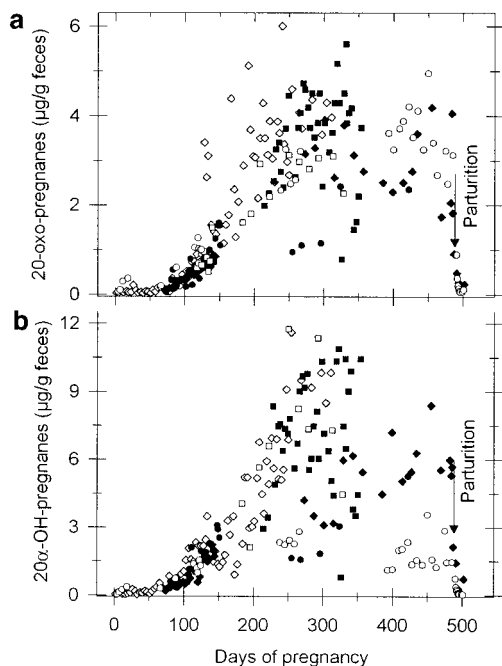 a
20-oxo-pregnanes (µg/g feces)
6
4
2
0
Parturition
b
20α-OH-pregnanes (µg/g feces)
12
9
6
3
0
Parturition
0 100 200 300 400 500
Days of pregnancy